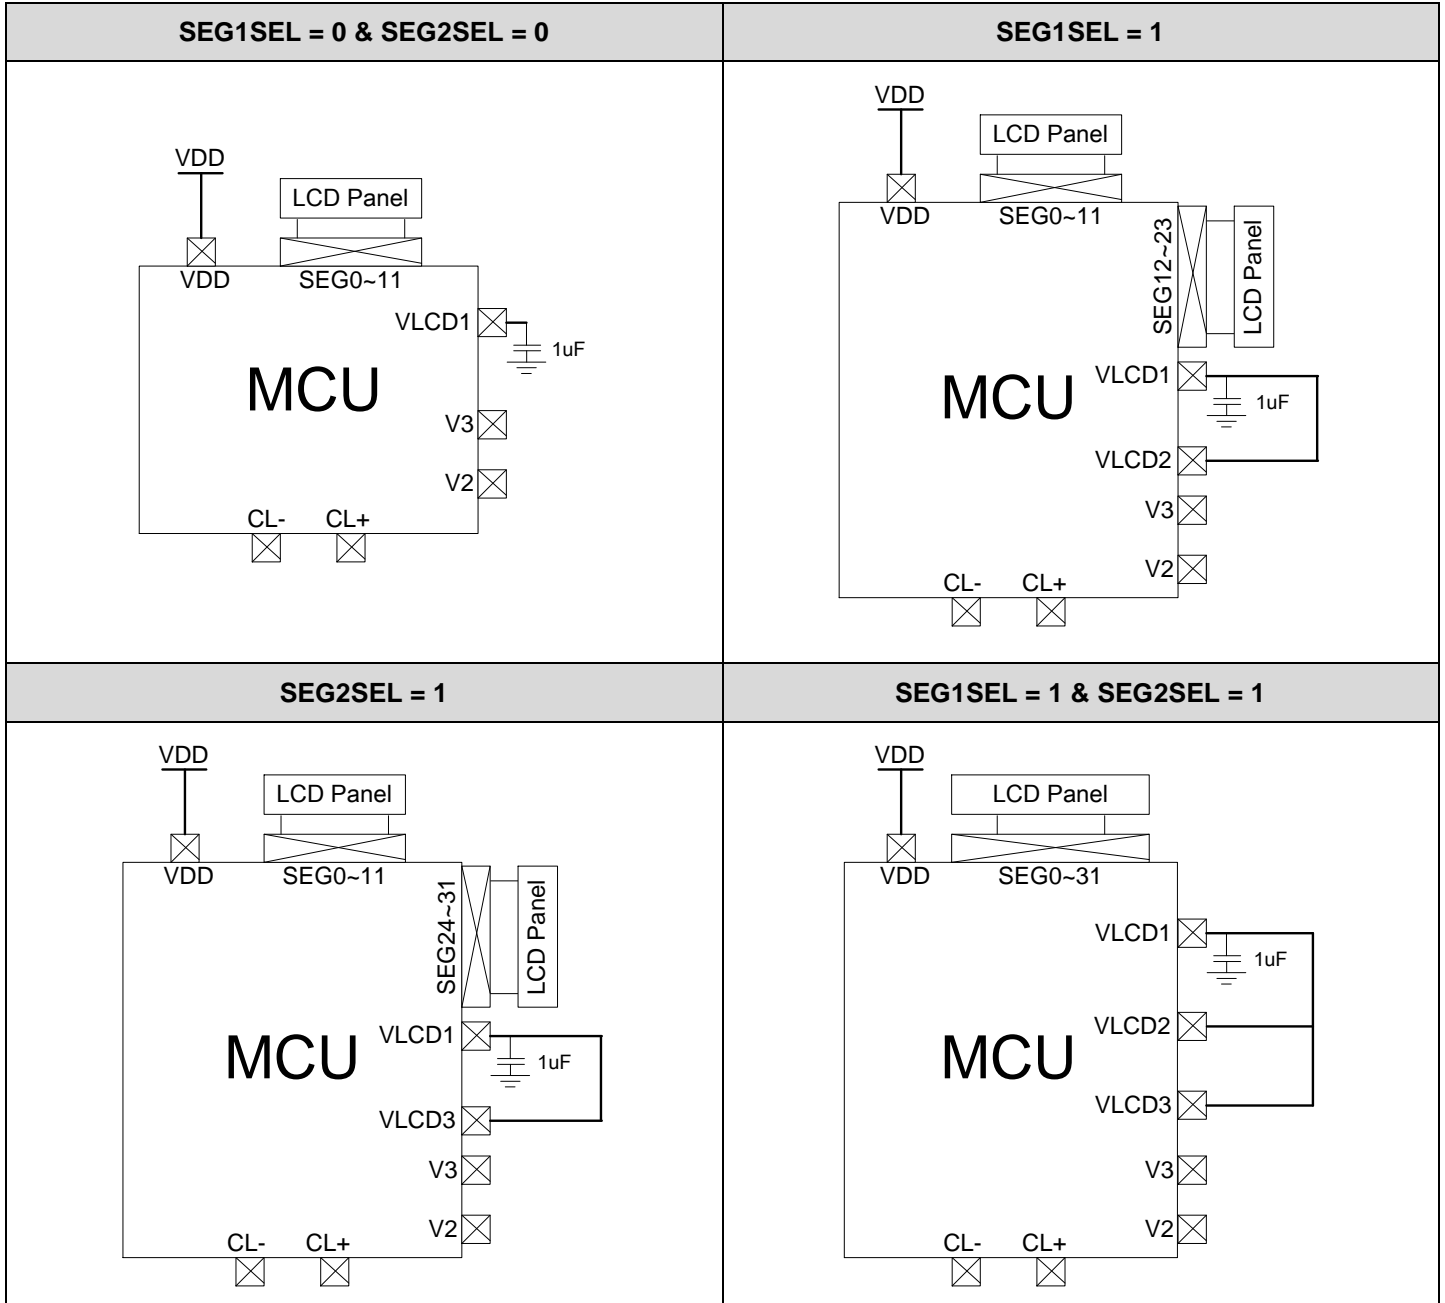 SEG1SEL = 0 & SEG2SEL = 0
VDD
LCD Panel
VDD
SEG0~11
VLCD1
1uF
MCU
V3
V2
CL-
CL+
SEG1SEL = 1
VDD
LCD Panel
VDD
SEG0~11
SEG12~23
LCD Panel
VLCD1
1uF
MCU
VLCD2
V3
V2
CL-
CL+
SEG2SEL = 1
VDD
LCD Panel
VDD
SEG0~11
SEG24~31
LCD Panel
VLCD1
1uF
MCU
VLCD3
V3
V2
CL-
CL+
SEG1SEL = 1 & SEG2SEL = 1
VDD
LCD Panel
VDD
SEG0~31
VLCD1
1uF
VLCD2
MCU
VLCD3
V3
V2
CL-
CL+